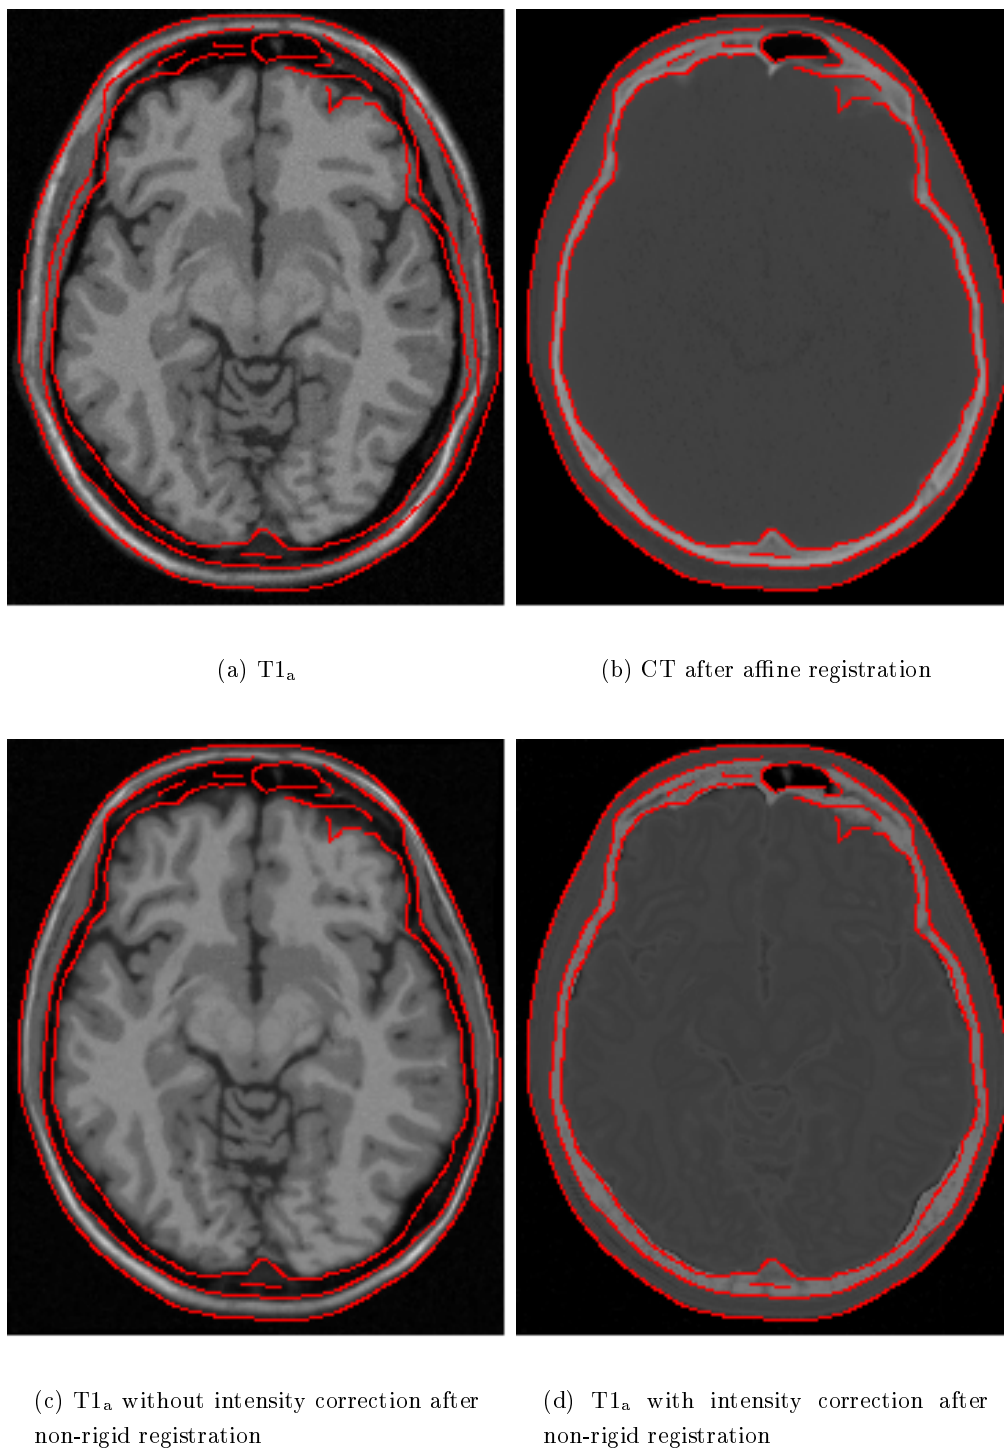 (a) T1ₐ
(b) CT after affine registration
(c) T1ₐ without intensity correction after
non-rigid registration
(d) T1ₐ with intensity correction after
non-rigid registration